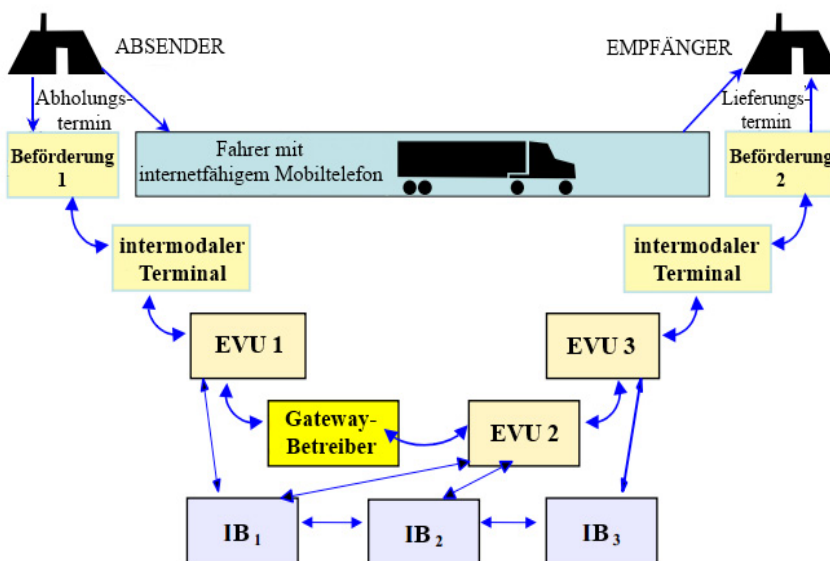 ABSENDER
EMPFÄNGER
Abholungs-
termin
Lieferungs-
termin
Beförderung
1
Fahrer mit
internetfähigem Mobiltelefon
Beförderung
2
intermodaler
Terminal
intermodaler
Terminal
EVU 1
EVU 3
Gateway-
Betreiber
EVU 2
IB 1
IB 2
IB 3